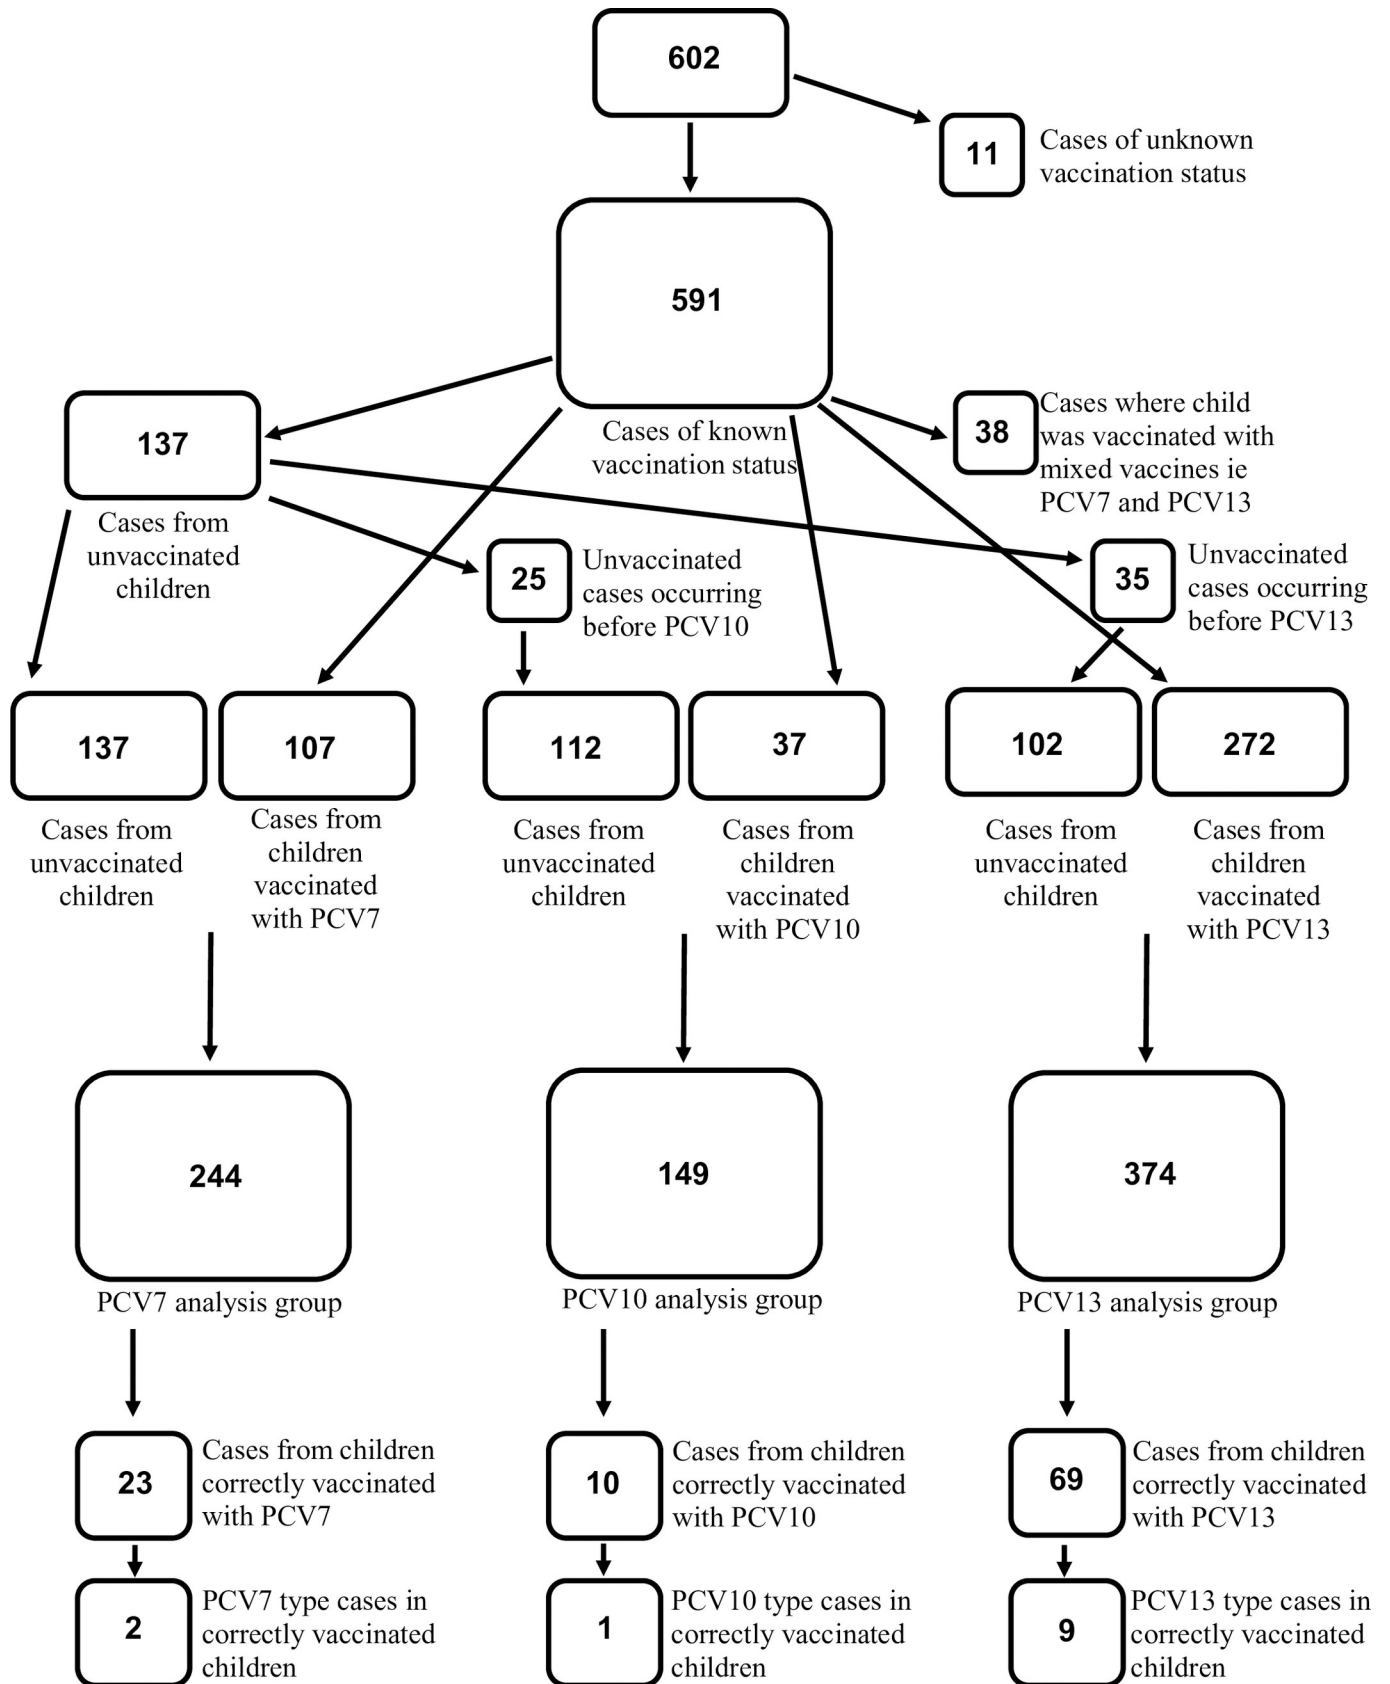 602
11
Cases of unknown
vaccination status
591
Cases of known
vaccination status
137
Cases from
unvaccinated
children
38
Cases where child
was vaccinated with
mixed vaccines ie
PCV7 and PCV13
25
Unvaccinated
cases occurring
before PCV10
35
Unvaccinated
cases occurring
before PCV13
137
Cases from
unvaccinated
children
107
Cases from
children
vaccinated
with PCV7
112
Cases from
unvaccinated
children
37
Cases from
children
vaccinated
with PCV10
102
Cases from
unvaccinated
children
272
Cases from
children
vaccinated
with PCV13
244
PCV7 analysis group
149
PCV10 analysis group
374
PCV13 analysis group
23
Cases from children
correctly vaccinated
with PCV7
10
Cases from children
correctly vaccinated
with PCV10
69
Cases from children
correctly vaccinated
with PCV13
2
PCV7 type cases in
correctly vaccinated
children
1
PCV10 type cases in
correctly vaccinated
children
9
PCV13 type cases in
correctly vaccinated
children